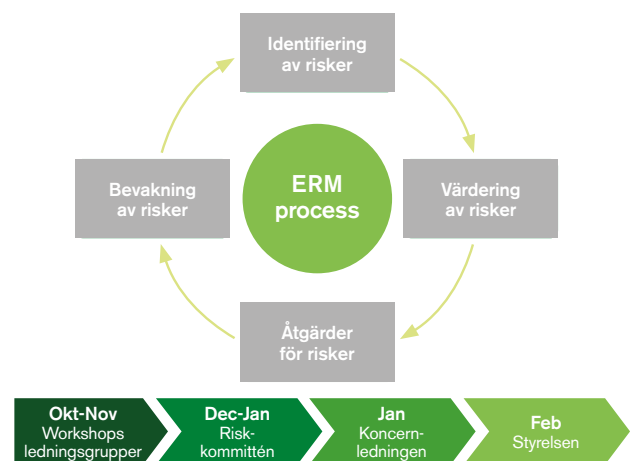 Identifiering
av risker
Bevakning
av risker
ERM
process
Värdering
av risker
Åtgärder
för risker
Okt-Nov
Workshops
ledningsgrupper
Dec-Jan
Risk-
kommittén
Jan
Koncern-
ledningen
Feb
Styrelsen